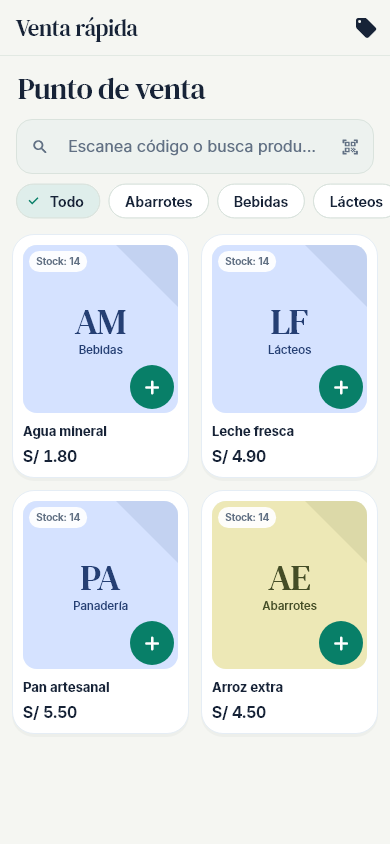 Venta rápida
Punto de venta
Escanea código o busca produ...
Todo Abarrotes Bebidas Lácteos
Stock: 14 Stock: 14
AM LF
Bebidas Lácteos
Agua mineral Leche fresca
S/ 1.80 S/ 4.90
Stock: 14 Stock: 14
PA AE
Panadería Abarrotes
Pan artesanal Arroz extra
S/ 5.50 S/ 4.50